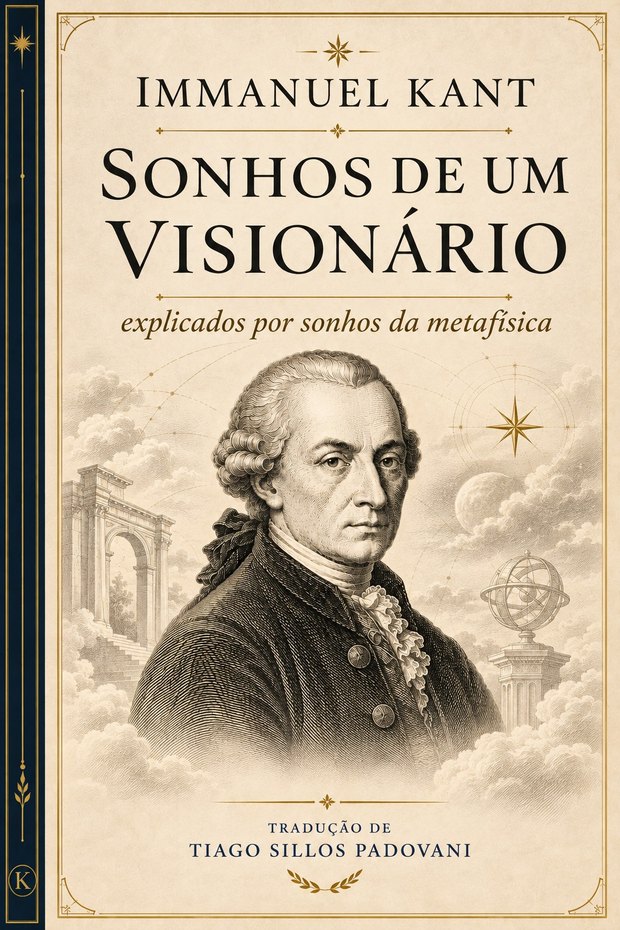 IMMANUEL KANT
SONHOS DE UM
VISIONÁRIO
explicados por sonhos da metafísica
TRADUÇÃO DE
TIAGO SILLOS PADOVANI
K